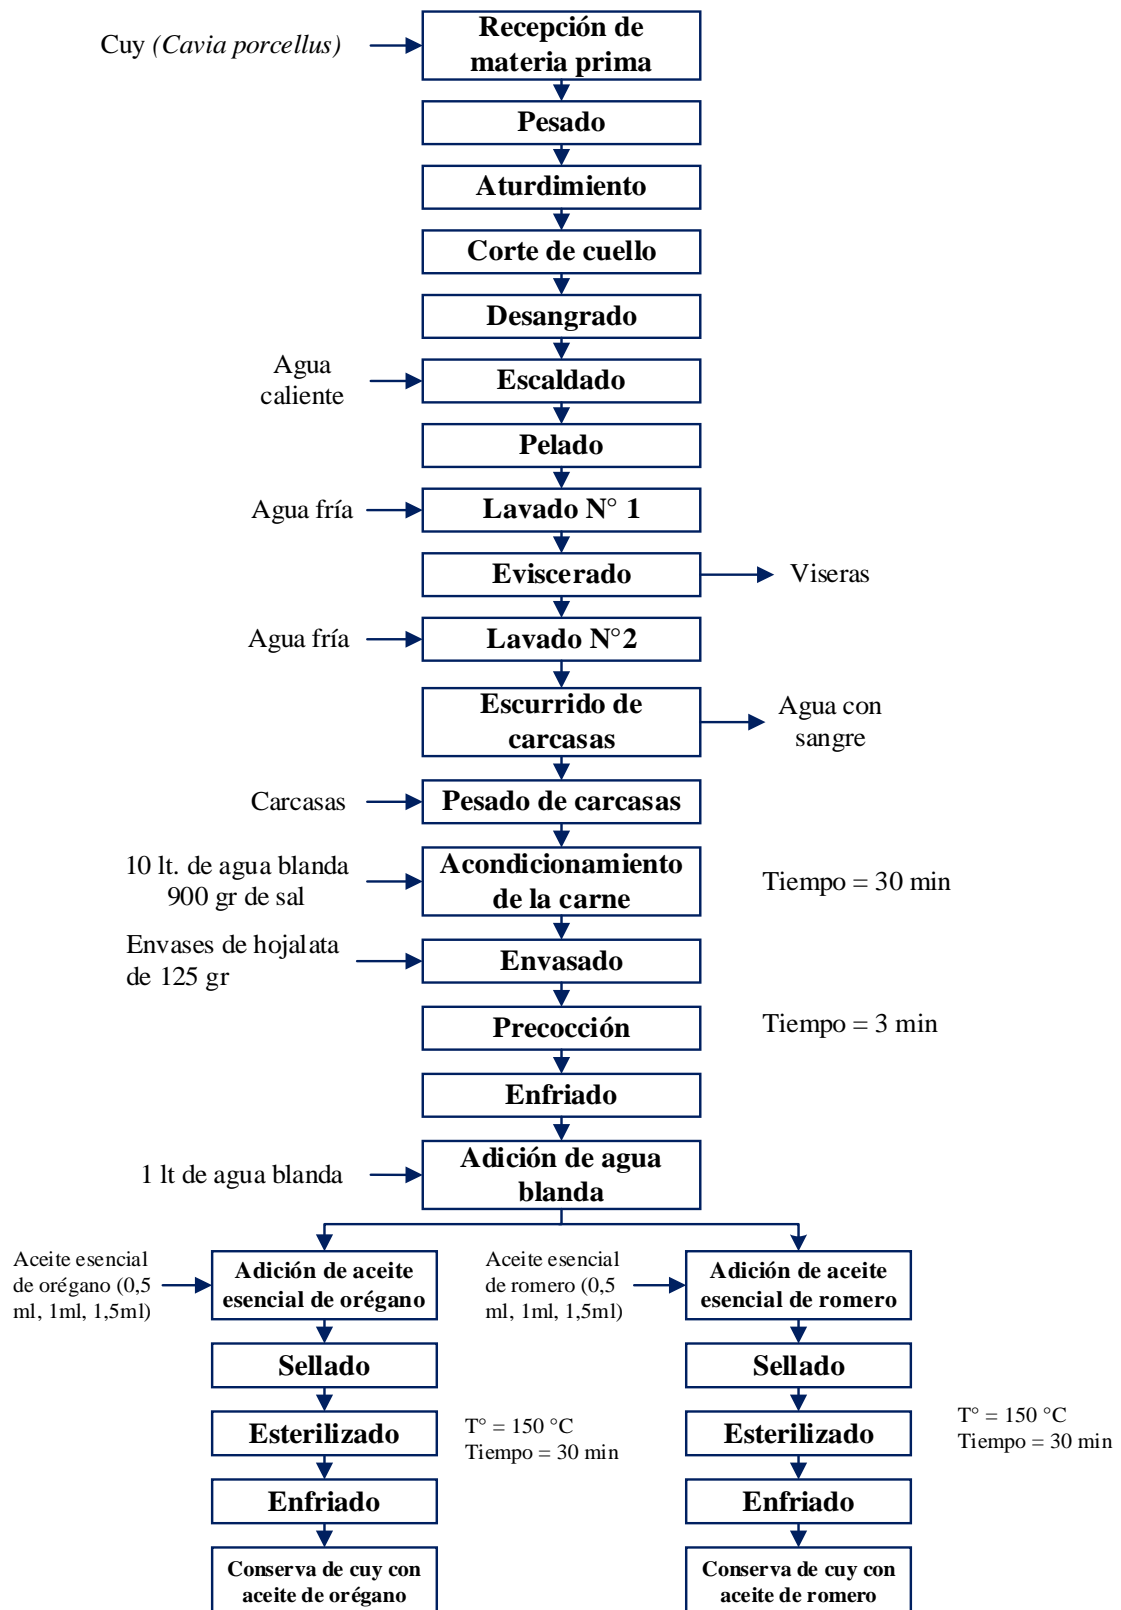 Cuy (Cavia porcellus)
Recepción de
materia prima
Pesado
Aturdimiento
Corte de cuello
Desangrado
Agua
caliente
Escaldado
Pelado
Agua fría
Lavado N° 1
Eviscerado
Viseras
Agua fría
Lavado N°2
Escurrido de
carcasas
Agua con
sangre
Carcasas
Pesado de carcasas
10 lt. de agua blanda
900 gr de sal
Acondicionamiento
de la carne
Tiempo = 30 min
Envases de hojalata
de 125 gr
Envasado
Precocción
Tiempo = 3 min
Enfriado
1 lt de agua blanda
Adición de agua
blanda
Aceite esencial
de orégano (0,5
ml, 1ml, 1,5ml)
Adición de aceite
esencial de orégano
Aceite esencial
de romero (0,5
ml, 1ml, 1,5ml)
Adición de aceite
esencial de romero
Sellado
Sellado
Esterilizado
T° = 150 °C
Tiempo = 30 min
Esterilizado
T° = 150 °C
Tiempo = 30 min
Enfriado
Enfriado
Conserva de cuy con
aceite de orégano
Conserva de cuy con
aceite de romero